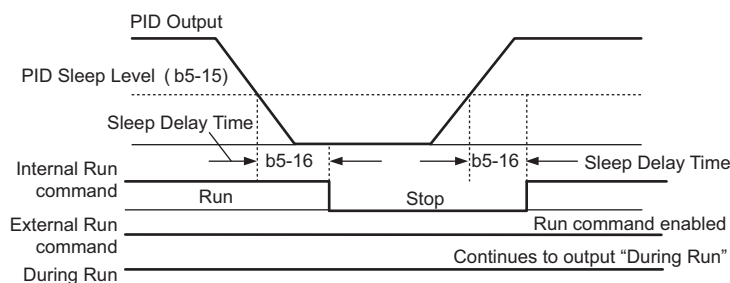 PID Output
PID Sleep Level ( b5-15)
Sleep Delay Time
b5-16
b5-16
Sleep Delay Time
Internal Run
command
Run
Stop
External Run
command
Run command enabled
Continues to output “During Run”
During Run